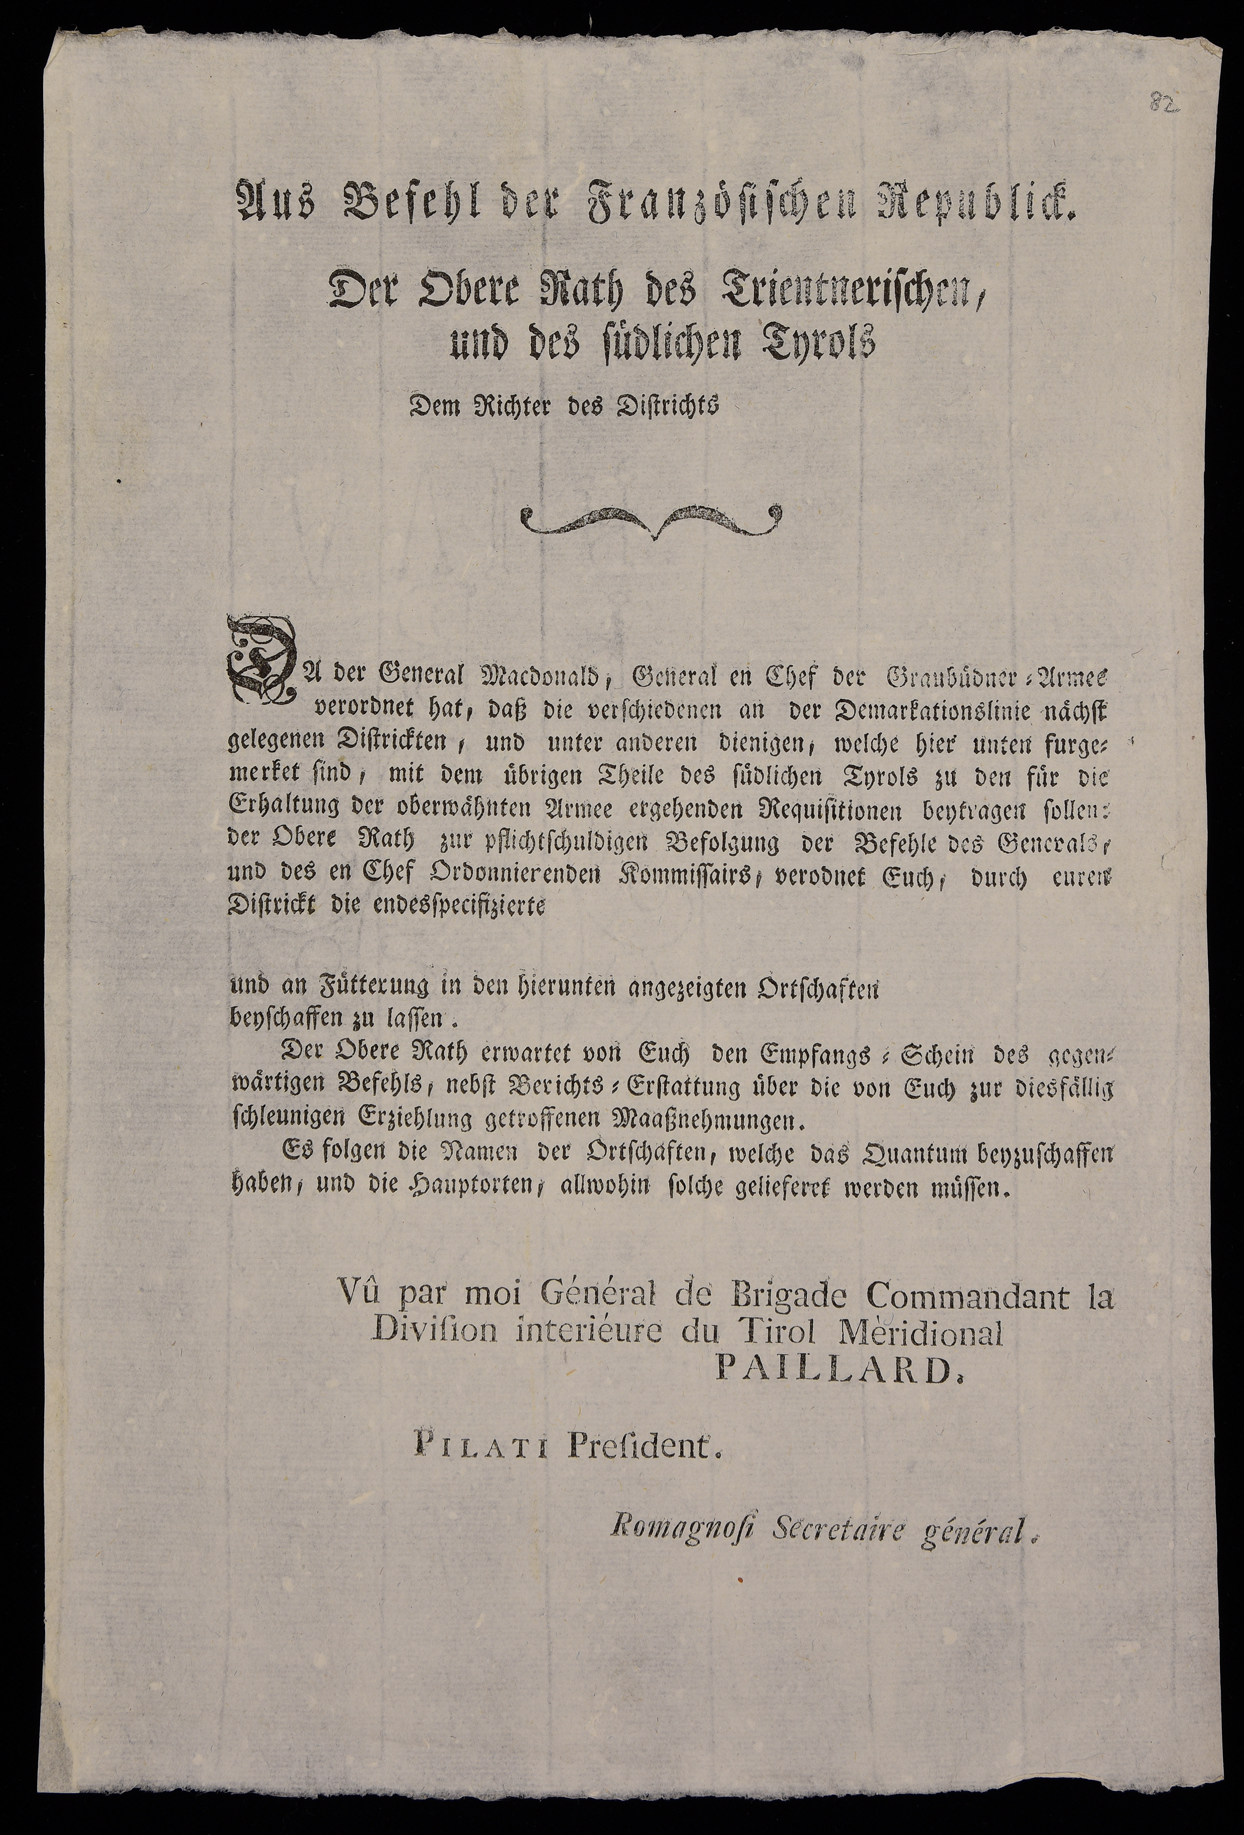 82
Aus Befehl der Französischen Republick.
Der Obere Rath des Trientnerischen,
und des südlichen Tyrols
Dem Richter des Districhts
DA der General Macdonald, General en Chef der Graubüdner-Armee
verordnet hat, daß die verschiedenen an der Demarkationslinie nächst
gelegenen Districkten, und unter anderen dienigen, welche hier unten furge-
merket sind, mit dem übrigen Theile des südlichen Tyrols zu den für die
Erhaltung der oberwähnten Armee ergehenden Requisitionen beytragen sollen:
der Obere Rath zur pflichtschuldigen Befolgung der Befehle des Generals,
und des en Chef Ordonnierenden Kommissairs, verodnet Euch, durch euren
Districkt die endesspecifizierte
und an Fütterung in den hierunten angezeigten Ortschaften
beyschaffen zu lassen.
Der Obere Rath erwartet von Euch den Empfangs-Schein des gegen-
wärtigen Befehls, nebst Berichts-Erstattung über die von Euch zur diesfällig
schleunigen Erziehlung getroffenen Maaßnehmungen.
Es folgen die Namen der Ortschaften, welche das Quantum beyzuschaffen
haben, und die Hauptorten, allwohin solche gelieferet werden müssen.
Vû par moi Général de Brigade Commandant la
Diviſion interiéure du Tirol Mèridional
PAILLARD.
PILATI Preſident.
Romagnoſi Secretaire général.